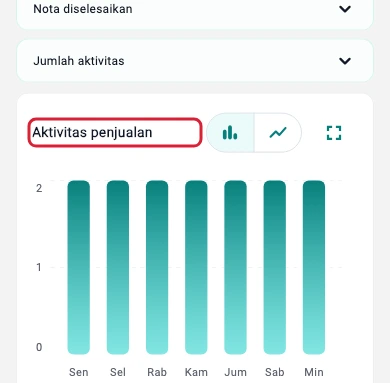 Nota diselesaikan
Jumlah aktivitas
Aktivitas penjualan
2
1
0
Sen Sel Rab Kam Jum Sab Min